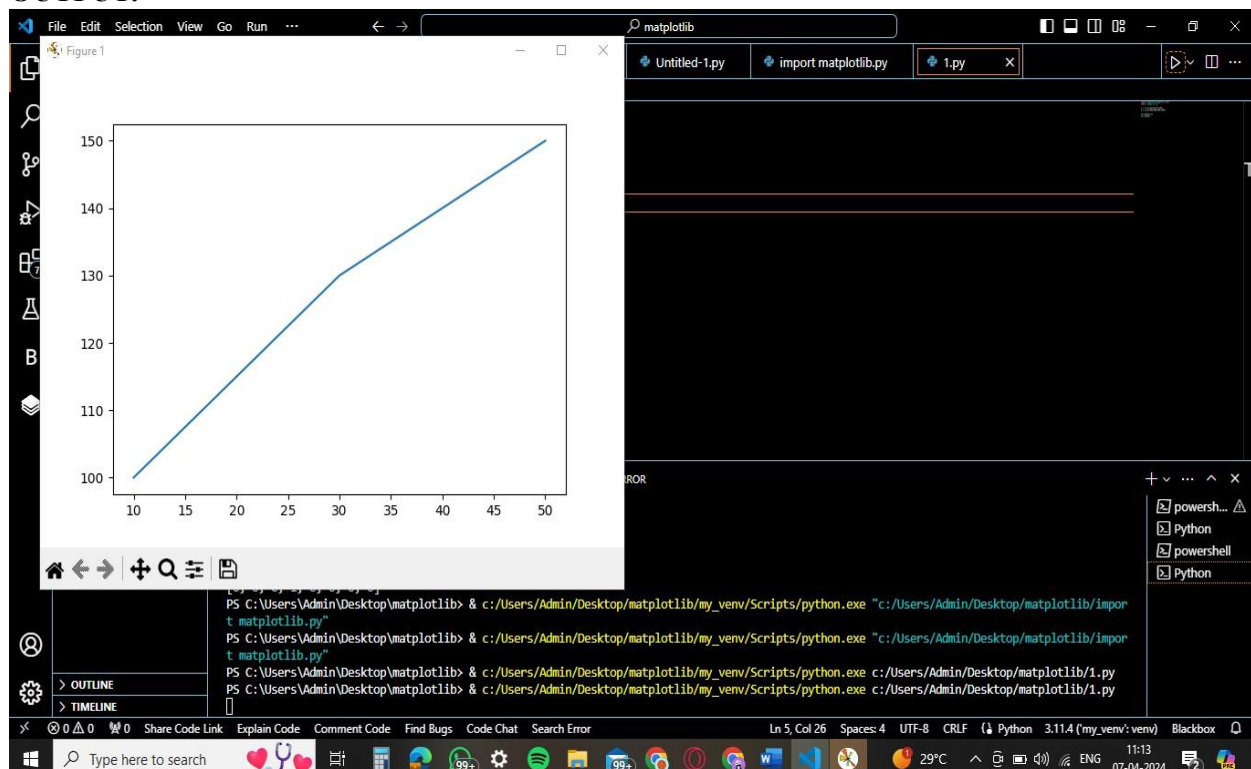 File Edit Selection View Go Run ··· ← → matplotlib
Figure 1
Untitled-1.py import matplotlib.py 1.py
150
140
130
120
110
100
10 15 20 25 30 35 40 45 50
powersh...
Python
powershell
Python
PS C:\Users\Admin\Desktop\matplotlib> & c:/Users/Admin/Desktop/matplotlib/my_venv/Scripts/python.exe "c:/Users/Admin/Desktop/matplotlib/impor
t matplotlib.py"
PS C:\Users\Admin\Desktop\matplotlib> & c:/Users/Admin/Desktop/matplotlib/my_venv/Scripts/python.exe "c:/Users/Admin/Desktop/matplotlib/impor
t matplotlib.py"
PS C:\Users\Admin\Desktop\matplotlib> & c:/Users/Admin/Desktop/matplotlib/my_venv/Scripts/python.exe c:/Users/Admin/Desktop/matplotlib/1.py
PS C:\Users\Admin\Desktop\matplotlib> & c:/Users/Admin/Desktop/matplotlib/my_venv/Scripts/python.exe c:/Users/Admin/Desktop/matplotlib/1.py
> OUTLINE
> TIMELINE
0 0 0 Share Code Link Explain Code Comment Code Find Bugs Code Chat Search Error Ln 5, Col 26 Spaces: 4 UTF-8 CRLF Python 3.11.4 ('my_venv': venv) Blackbox
Type here to search 99+ 99+ 29°C ENG 11:13
07-04-2024 2